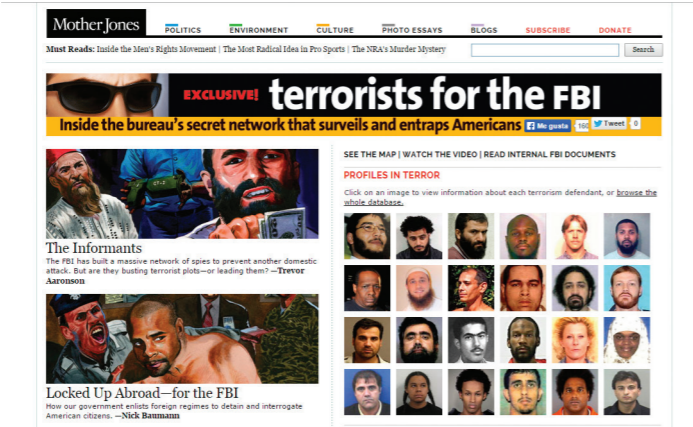 Mother Jones
POLITICS ENVIRONMENT CULTURE PHOTO ESSAYS BLOGS SUBSCRIBE DONATE
Must Reads: Inside the Men's Rights Movement | The Most Radical Idea in Pro Sports | The NRA's Murder Mystery
Search
EXCLUSIVE! terrorists for the FBI
Inside the bureau's secret network that surveils and entraps Americans Me gusta 160 Tweet 0
SEE THE MAP | WATCH THE VIDEO | READ INTERNAL FBI DOCUMENTS
PROFILES IN TERROR
Click on an image to view information about each terrorism defendant, or browse the
whole database.
The Informants
The FBI has built a massive network of spies to prevent another domestic
attack. But are they busting terrorist plots—or leading them? —Trevor
Aaronson
Locked Up Abroad—for the FBI
How our government enlists foreign regimes to detain and interrogate
American citizens. —Nick Baumann